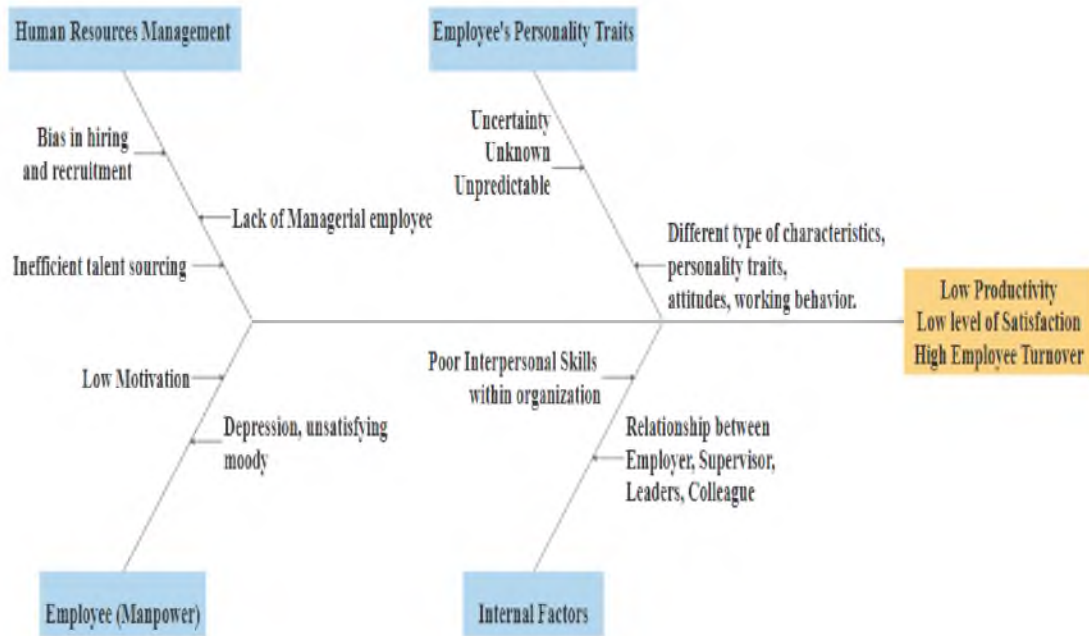 Human Resources Management
Employee's Personality Traits
Bias in hiring
and recruitment
Lack of Managerial employee
Inefficient talent sourcing
Uncertainty
Unknown
Unpredictable
Different type of characteristics,
personality traits,
attitudes, working behavior.
Low Productivity
Low level of Satisfaction
High Employee Turnover
Low Motivation
Depression, unsatisfying
moody
Poor Interpersonal Skills
within organization
Relationship between
Employer, Supervisor,
Leaders, Colleague
Employee (Manpower)
Internal Factors